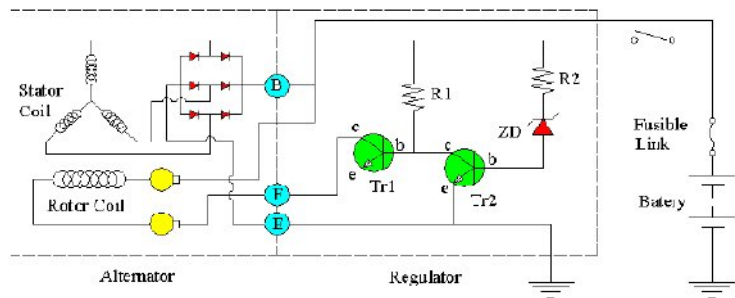 Stator
Coil
B
R1
R2
ZD
Fusible
Link
c
b
e
Tr1
c
b
e
Tr2
Rotor Coil
F
E
Batery
Alternator
Regulator